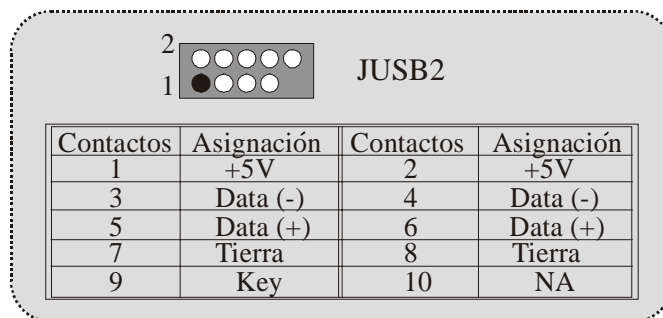 2
1
JUSB2
Contactos Asignación Contactos Asignación
1 +5V 2 +5V
3 Data (-) 4 Data (-)
5 Data (+) 6 Data (+)
7 Tierra 8 Tierra
9 Key 10 NA